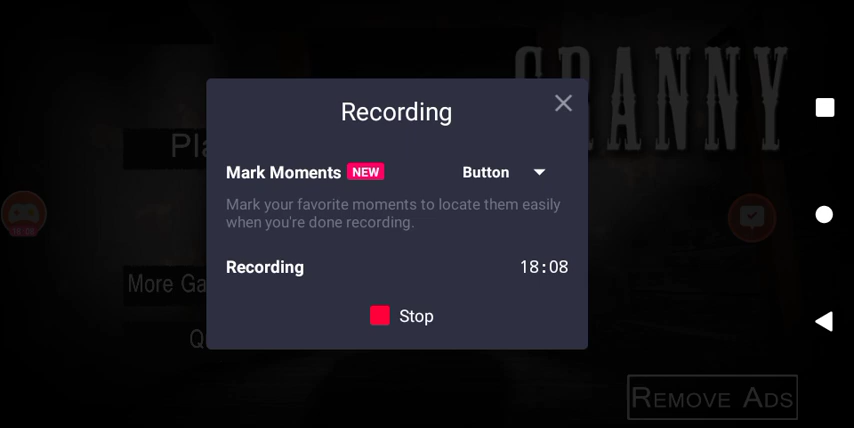 GRANNY
Recording
Pla
Mark Moments NEW Button
Mark your favorite moments to locate them easily
when you're done recording.
Recording 18:08
More Ga
Stop
Q
REMOVE ADS